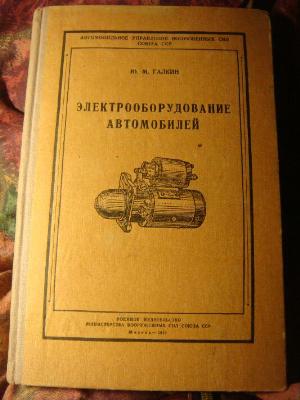 АВТОМОБИЛЬНОЕ УПРАВЛЕНИЕ ВООРУЖЕННЫХ СИЛ
СОЮЗА ССР
Ю. М. ГАЛКИН
ЭЛЕКТРООБОРУДОВАНИЕ
АВТОМОБИЛЕЙ
ВОЕННОЕ ИЗДАТЕЛЬСТВО
МИНИСТЕРСТВА ВООРУЖЕННЫХ СИЛ СОЮЗА ССР
Москва —